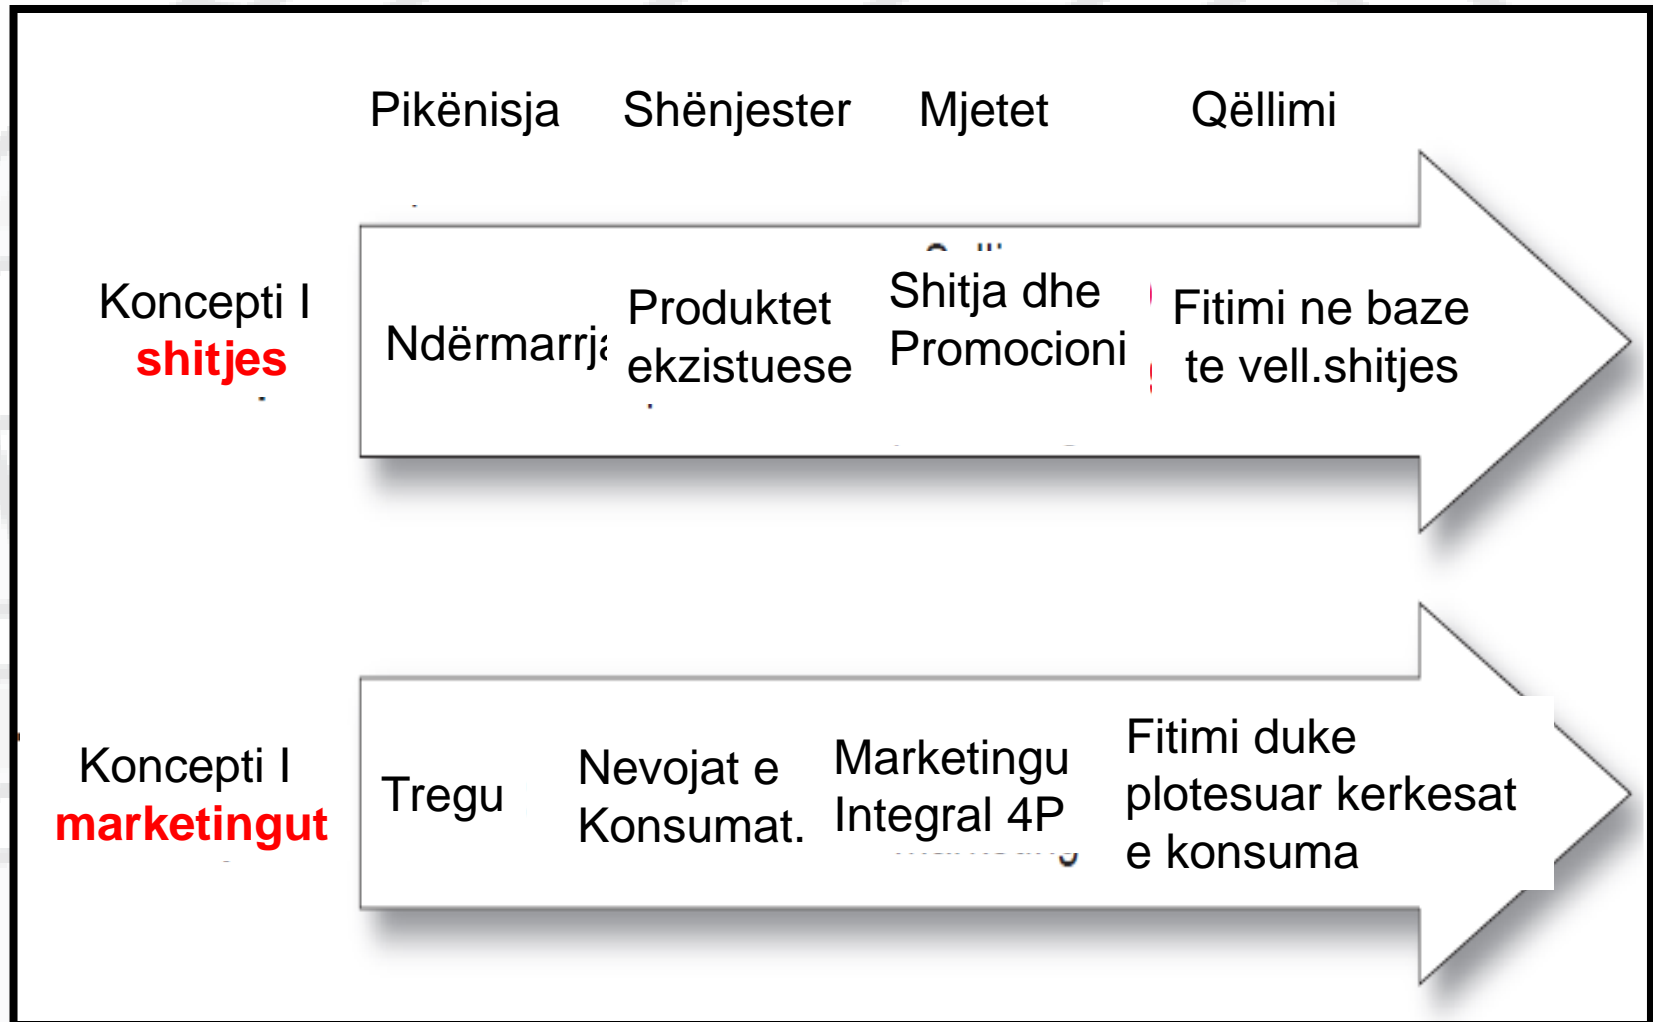 Pikënisja Shënjester Mjetet Qëllimi
Koncepti I
shitjes
Ndërmarrja
Produktet
ekzistuese
Shitja dhe
Promocioni
Fitimi ne baze
te vell.shitjes
Koncepti I
marketingut
Tregu
Nevojat e
Konsumat.
Marketingu
Integral 4P
Fitimi duke
plotesuar kerkesat
e konsuma